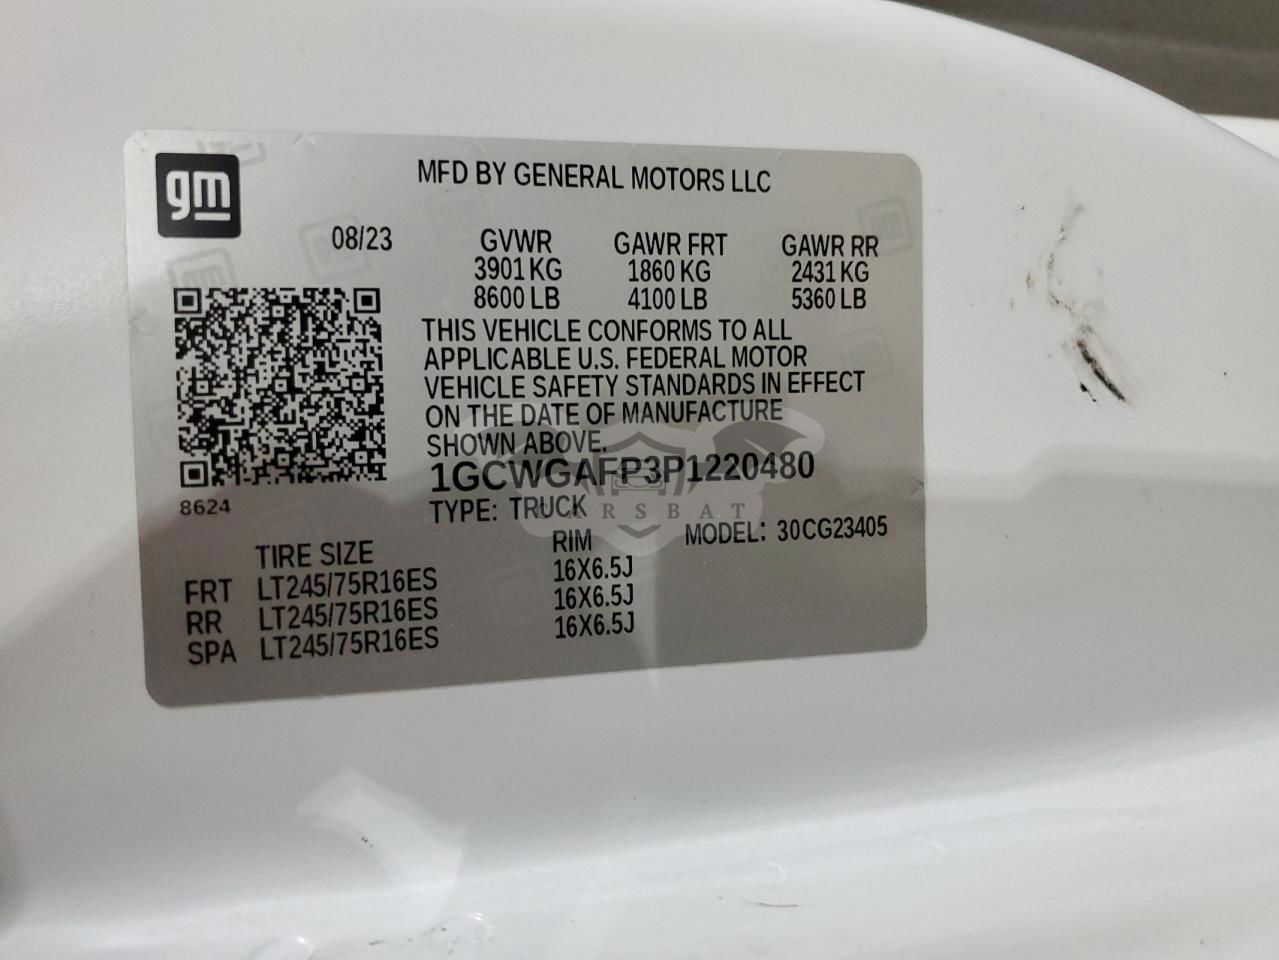 gm
MFD BY GENERAL MOTORS LLC
08/23 GVWR GAWR FRT GAWR RR
3901 KG 1860 KG 2431 KG
8600 LB 4100 LB 5360 LB
THIS VEHICLE CONFORMS TO ALL
APPLICABLE U.S. FEDERAL MOTOR
VEHICLE SAFETY STANDARDS IN EFFECT
ON THE DATE OF MANUFACTURE
SHOWN ABOVE.
1GCWGAFP3P1220480
8624
TYPE: TRUCK
CARSBAT
MODEL: 30CG23405
TIRE SIZE RIM
FRT LT245/75R16ES 16X6.5J
RR LT245/75R16ES 16X6.5J
SPA LT245/75R16ES 16X6.5J